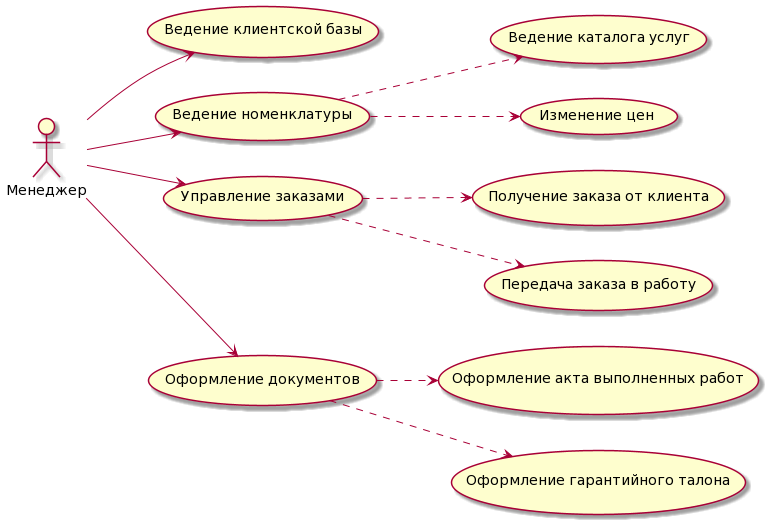 Ведение клиентской базы
Ведение каталога услуг
Ведение номенклатуры
Изменение цен
Менеджер
Управление заказами
Получение заказа от клиента
Передача заказа в работу
Оформление документов
Оформление акта выполненных работ
Оформление гарантийного талона